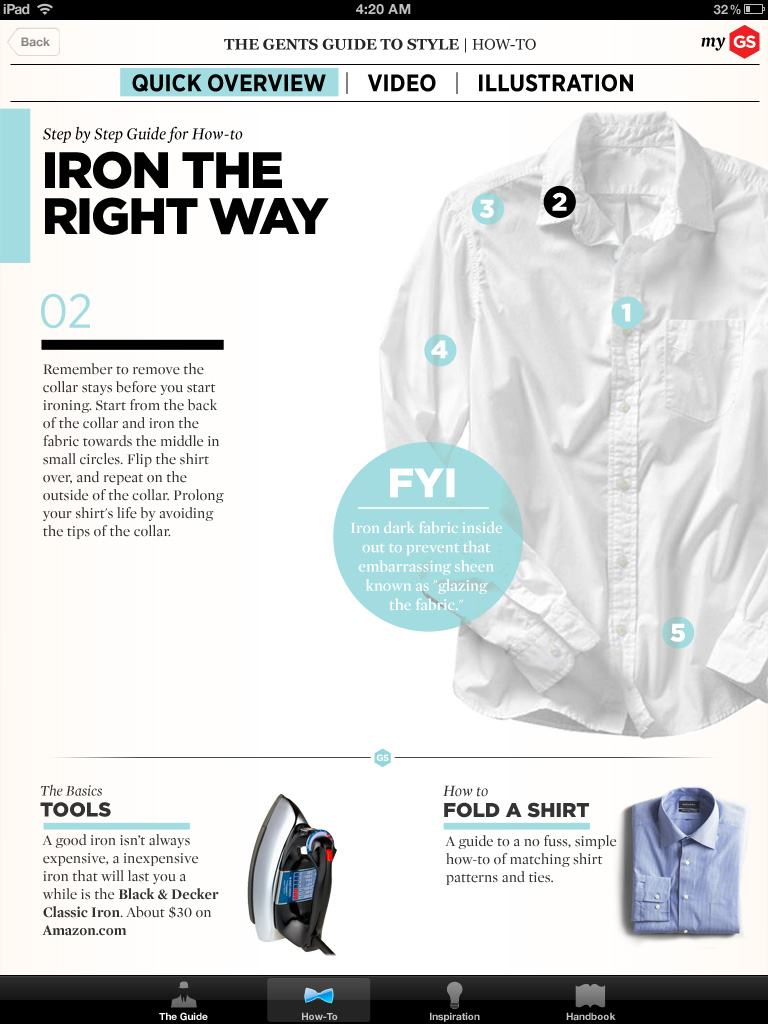 iPad
4:20 AM
32%
Back
THE GENTS GUIDE TO STYLE | HOW-TO
my GS
QUICK OVERVIEW | VIDEO | ILLUSTRATION
Step by Step Guide for How-to
IRON THE
RIGHT WAY
3
2
1
4
5
02
Remember to remove the
collar stays before you start
ironing. Start from the back
of the collar and iron the
fabric towards the middle in
small circles. Flip the shirt
over, and repeat on the
outside of the collar. Prolong
your shirt's life by avoiding
the tips of the collar.
FYI
Iron dark fabric inside
out to prevent that
embarrassing sheen
known as "glazing
the fabric."
GS
The Basics
TOOLS
A good iron isn't always
expensive, a inexpensive
iron that will last you a
while is the Black & Decker
Classic Iron. About $30 on
Amazon.com
How to
FOLD A SHIRT
A guide to a no fuss, simple
how-to of matching shirt
patterns and ties.
The Guide
How-To
Inspiration
Handbook